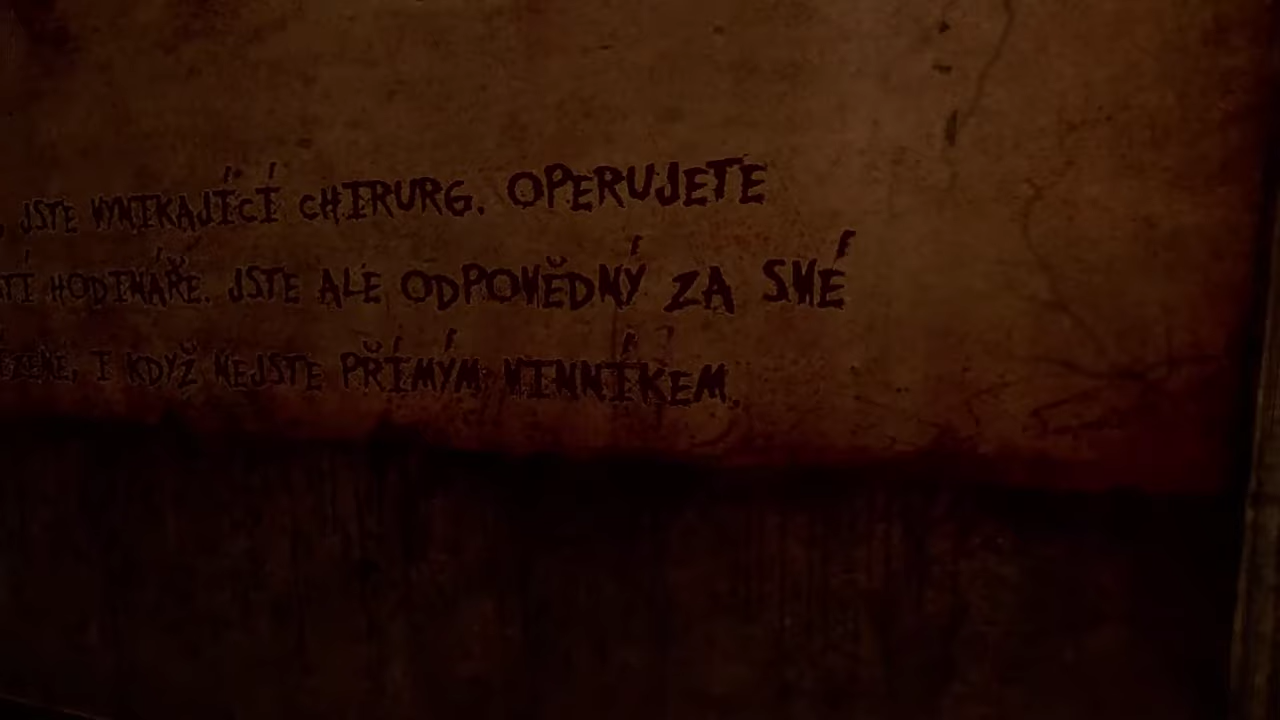 , JSTE VYNIKAJÍCÍ CHIRURG. OPERUJETE
HODINÁŘE. JSTE ALE ODPOVĚDNÝ ZA SVÉ
I KDYŽ NEJSTE PŘÍMÝM VINNÍKEM.